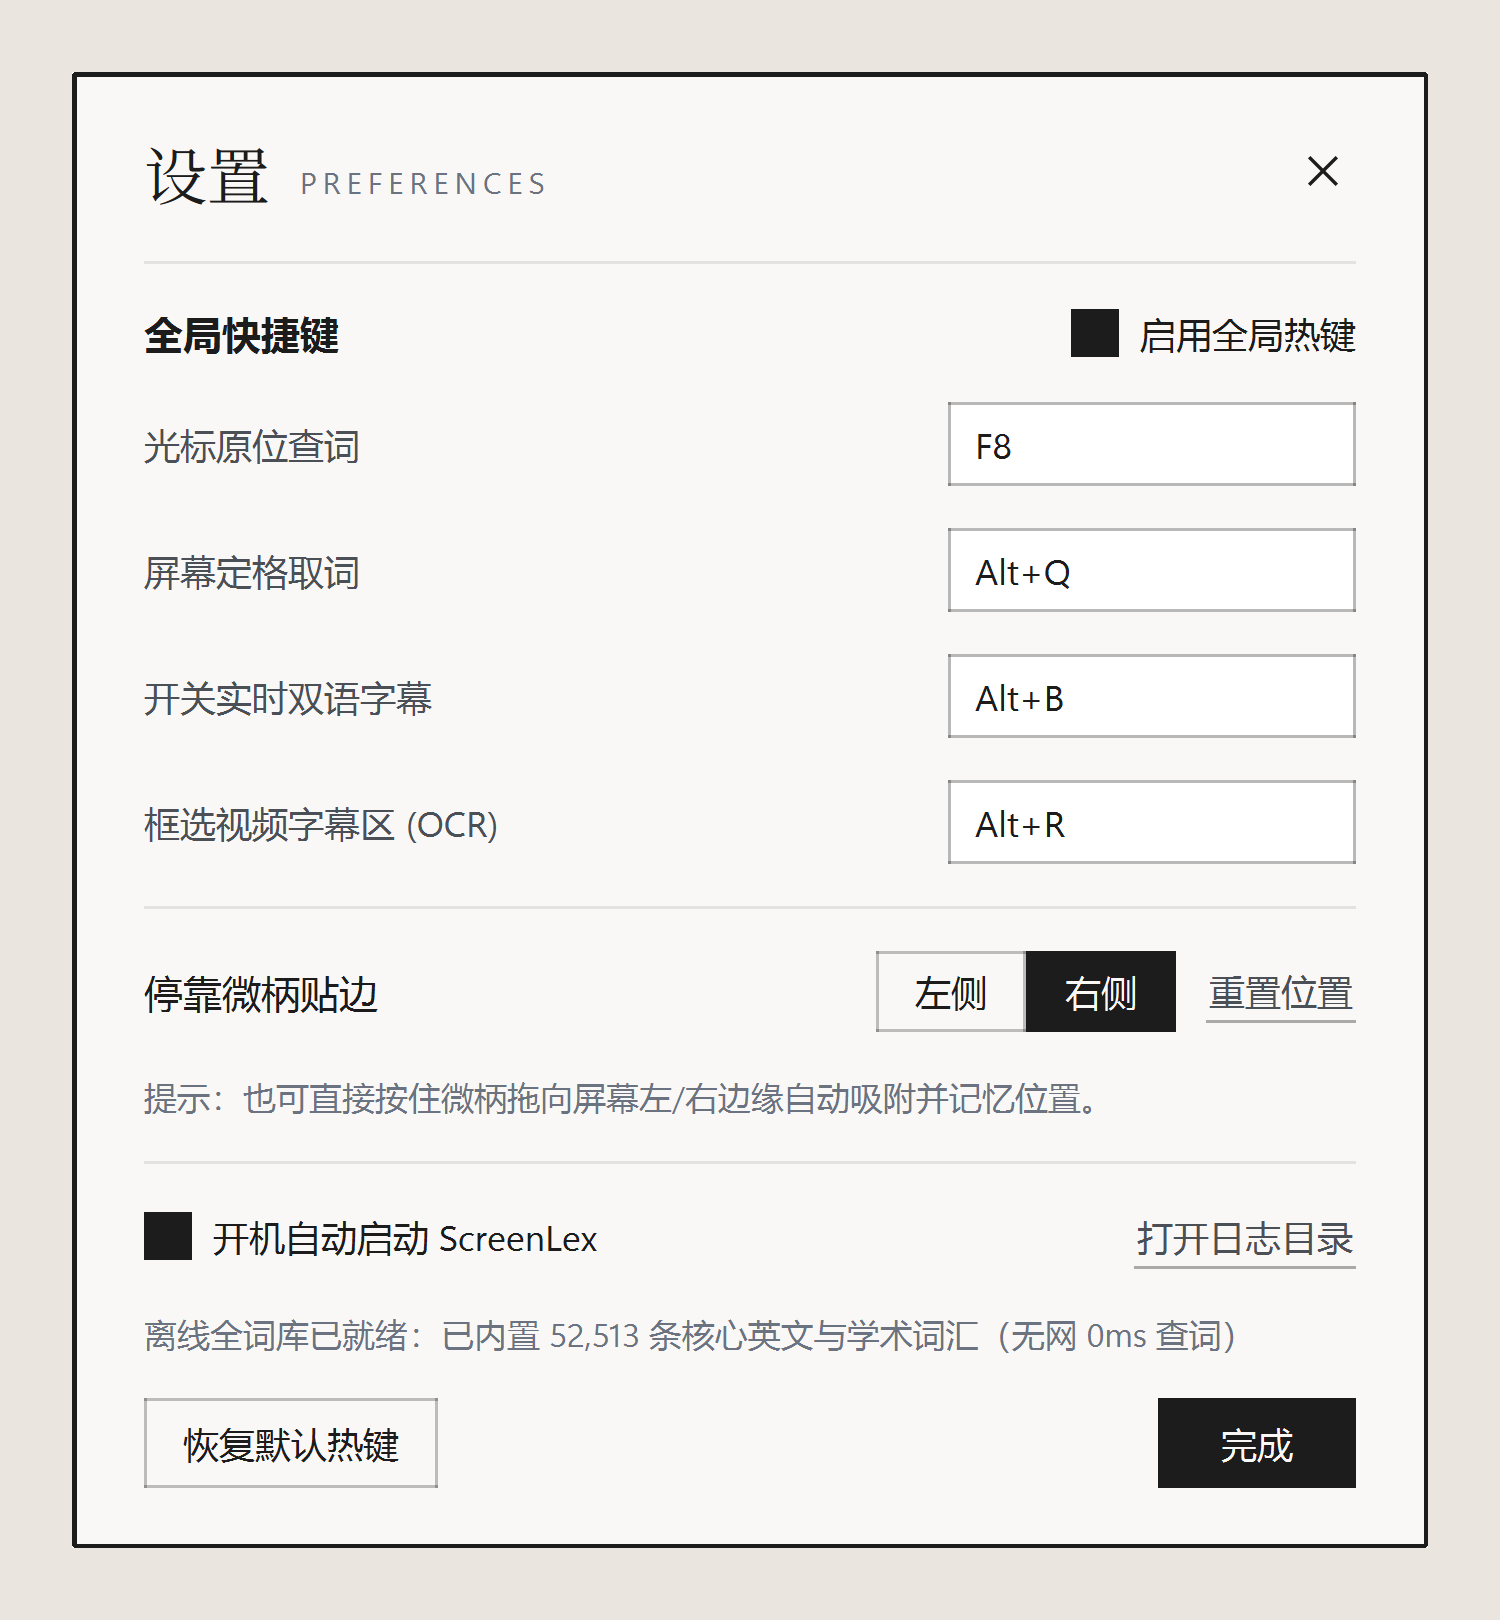 设置 PREFERENCES
全局快捷键 启用全局热键
光标原位查词 F8
屏幕定格取词 Alt+Q
开关实时双语字幕 Alt+B
框选视频字幕区 (OCR) Alt+R
停靠微柄贴边 左侧 右侧 重置位置
提示：也可直接按住微柄拖向屏幕左/右边缘自动吸附并记忆位置。
开机自动启动 ScreenLex 打开日志目录
离线全词库已就绪：已内置 52,513 条核心英文与学术词汇（无网 0ms 查词）
恢复默认热键 完成